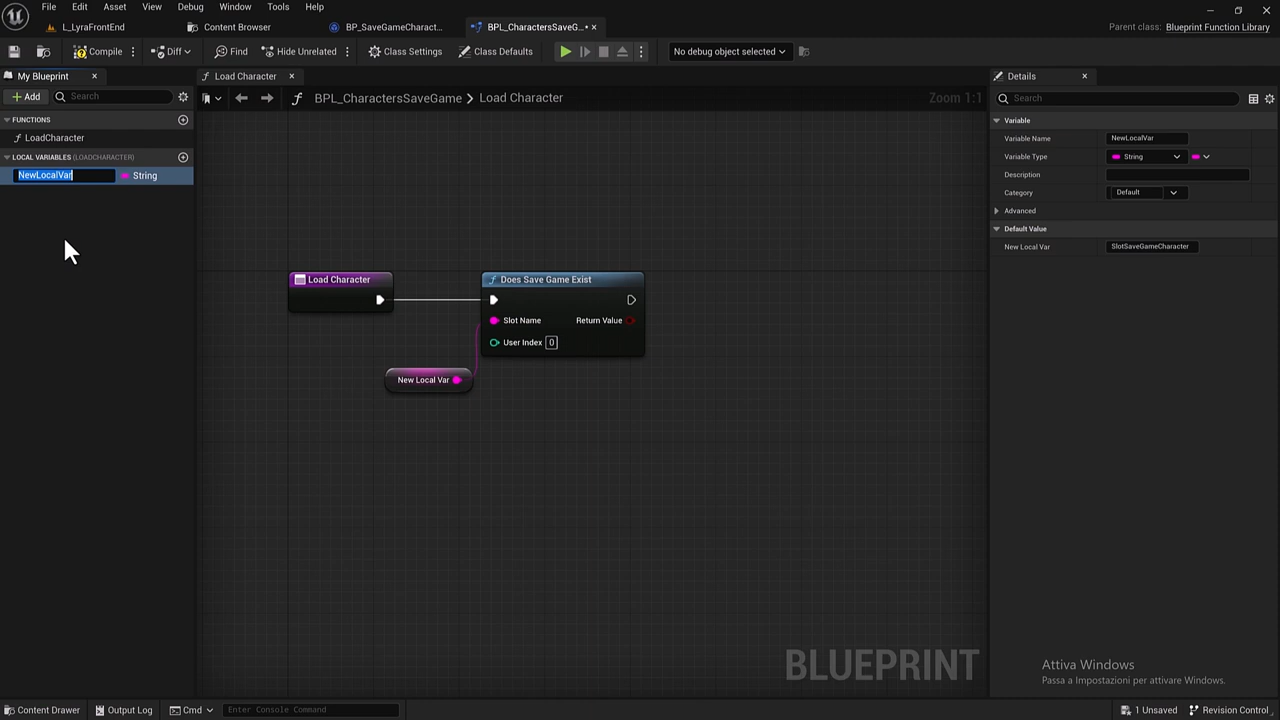 File Edit Asset View Debug Window Tools Help
L_LyraFrontEnd
Content Browser
BP_SaveGameCharact...
BPL_CharactersSaveG...•
Parent class: Blueprint Function Library
Compile
Diff
Find
Hide Unrelated
Class Settings
Class Defaults
No debug object selected
My Blueprint
Load Character
Details
Add
Search
BPL_CharactersSaveGame > Load Character
Zoom 1:1
Search
FUNCTIONS
LoadCharacter
LOCAL VARIABLES (LOADCHARACTER)
NewLocalVar
String
Variable
Variable Name
NewLocalVar
Variable Type
String
Description
Category
Default
Advanced
Default Value
New Local Var
SlotSaveGameCharacter
Load Character
Does Save Game Exist
Slot Name
Return Value
User Index 0
New Local Var
BLUEPRINT
Attiva Windows
Passa a Impostazioni per attivare Windows.
Content Drawer
Output Log
Cmd
Enter Console Command
1 Unsaved
Revision Control